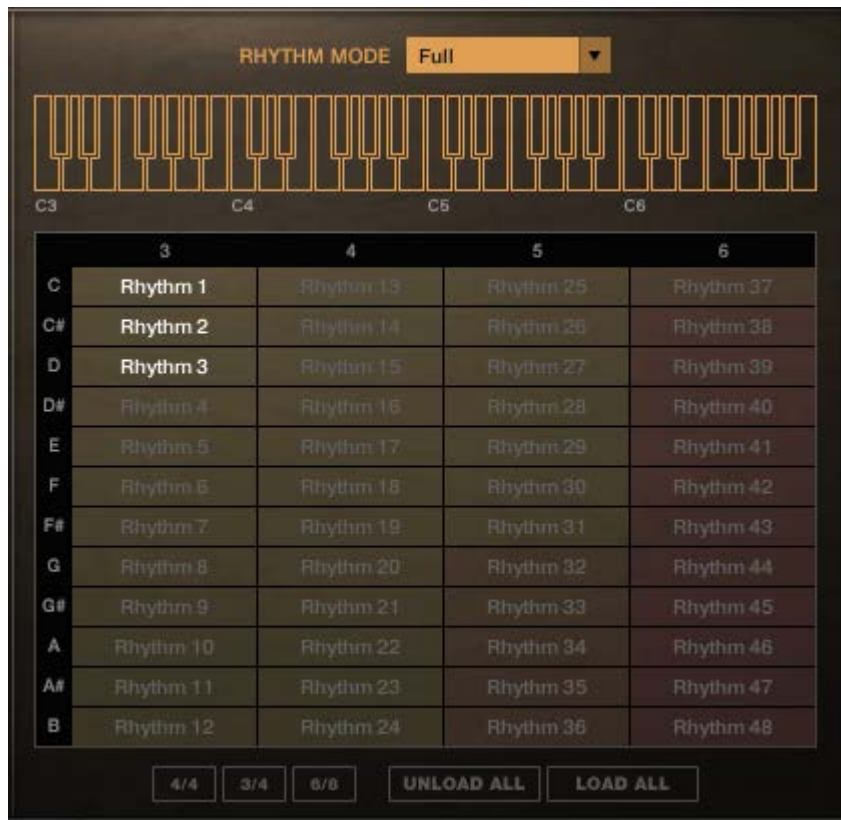 RHYTHM MODE Full
C3 C4 C5 C6
3 4 5 6
C Rhythm 1 Rhythm 13 Rhythm 25 Rhythm 37
C# Rhythm 2 Rhythm 14 Rhythm 26 Rhythm 38
D Rhythm 3 Rhythm 15 Rhythm 27 Rhythm 39
D# Rhythm 4 Rhythm 16 Rhythm 28 Rhythm 40
E Rhythm 5 Rhythm 17 Rhythm 29 Rhythm 41
F Rhythm 6 Rhythm 18 Rhythm 30 Rhythm 42
F# Rhythm 7 Rhythm 19 Rhythm 31 Rhythm 43
G Rhythm 8 Rhythm 20 Rhythm 32 Rhythm 44
G# Rhythm 9 Rhythm 21 Rhythm 33 Rhythm 45
A Rhythm 10 Rhythm 22 Rhythm 34 Rhythm 46
A# Rhythm 11 Rhythm 23 Rhythm 35 Rhythm 47
B Rhythm 12 Rhythm 24 Rhythm 36 Rhythm 48
4/4 3/4 6/8 UNLOAD ALL LOAD ALL